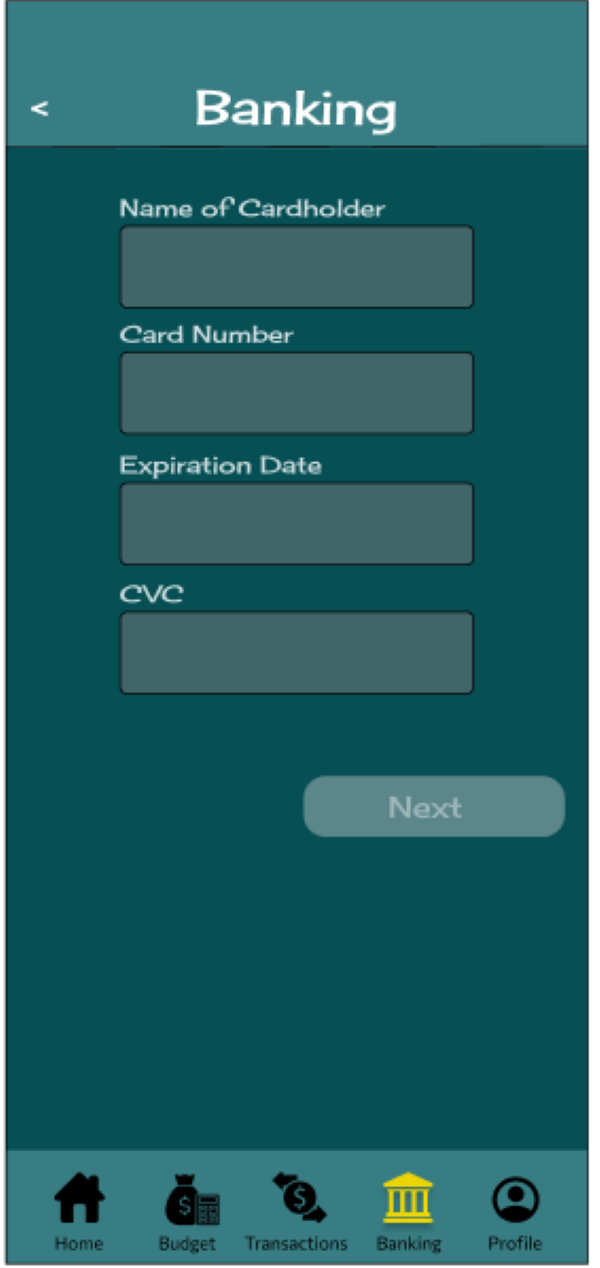 < Banking
Name of Cardholder
Card Number
Expiration Date
CVC
Next
$ $
Home Budget Transactions Banking Profile